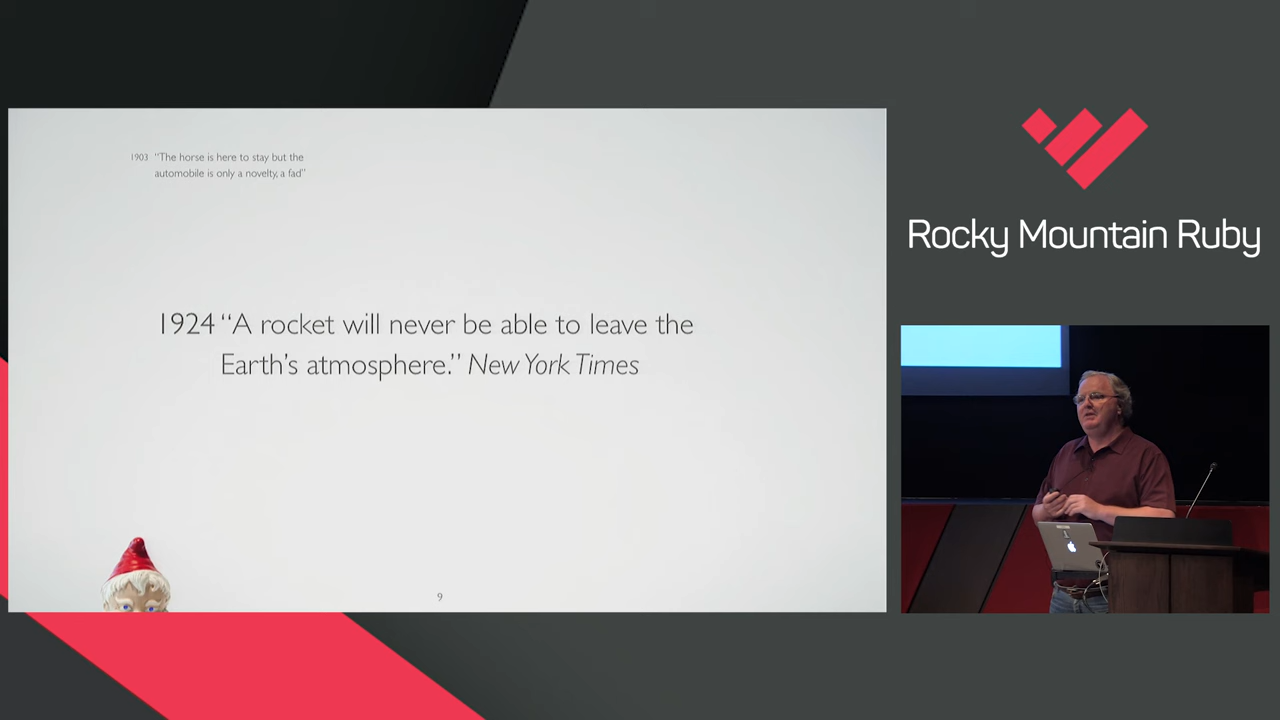 1903 “The horse is here to stay but the
automobile is only a novelty, a fad”
1924 “A rocket will never be able to leave the
Earth’s atmosphere.” New York Times
9
Rocky Mountain Ruby